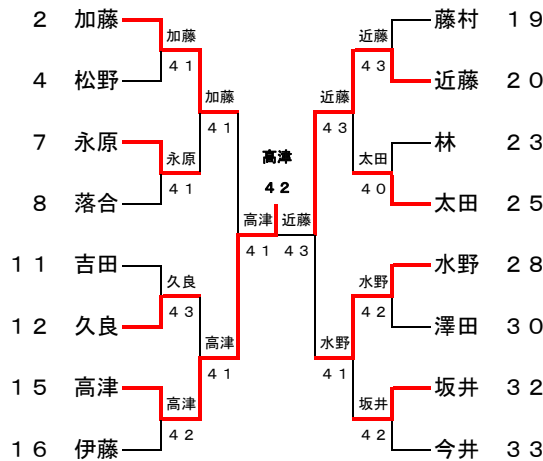 2 加藤
4 松野
7 永原
8 落合
11 吉田
12 久良
15 高津
16 伊藤
加藤
41
永原
41
久良
43
高津
42
加藤
41
高津
41
高津
41
高津
42
近藤
43
近藤
43
水野
41
近藤
43
太田
40
水野
42
坂井
42
藤村 19
近藤 20
林 23
太田 25
水野 28
澤田 30
坂井 32
今井 33